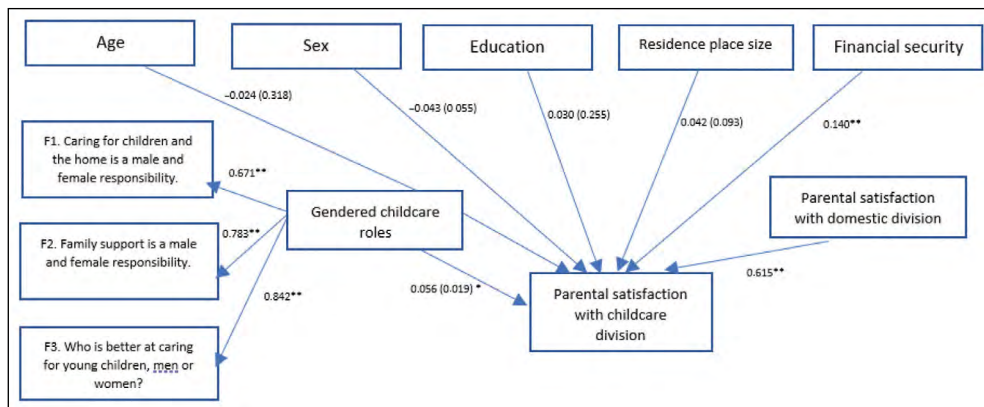 Age
Sex
Education
Residence place size
Financial security
−0.024 (0.318)
−0.043 (0 055)
0.030 (0.255)
0.042 (0.093)
0.140**
F1. Caring for children and
the home is a male and
female responsibility.
0.671**
Gendered childcare
roles
Parental satisfaction
with domestic division
F2. Family support is a male
and female responsibility.
0.783**
0.842**
0.056 (0.019) *
0.615**
Parental satisfaction
with childcare
division
F3. Who is better at caring
for young children, men or
women?